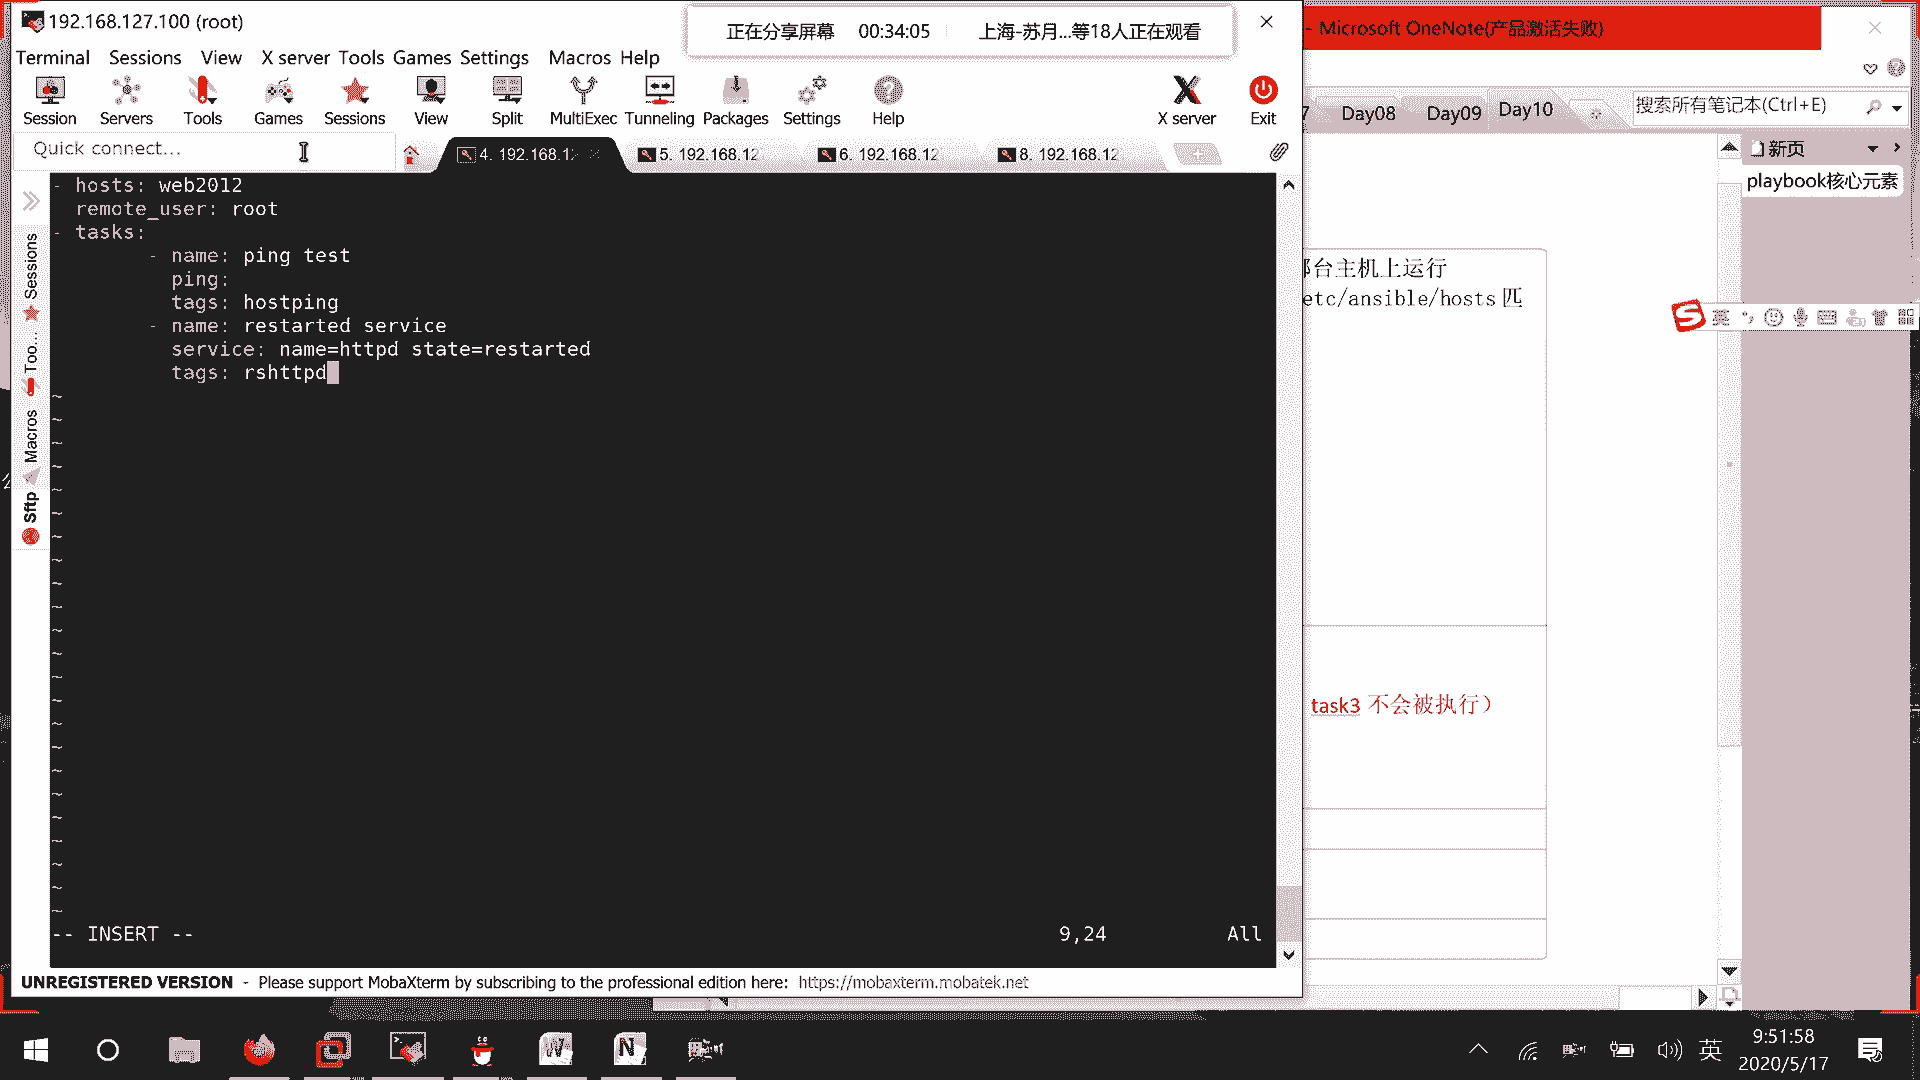 192.168.127.100 (root)
正在分享屏幕 00:34:05 上海-苏月...等18人正在观看
- Microsoft OneNote(产品激活失败)
Terminal Sessions View X server Tools Games Settings Macros Help
Session Servers Tools Games Sessions View Split MultiExec Tunneling Packages Settings Help X server Exit
7 Day08 Day09 Day10 搜索所有笔记本(Ctrl+E)
Quick connect...
4. 192.168.12 5. 192.168.12 6. 192.168.12 8. 192.168.12
新页
playbook核心元素
- hosts: web2012
remote_user: root
- tasks:
- name: ping test
ping:
tags: hostping
- name: restarted service
service: name=httpd state=restarted
tags: rshttpd
~
-- INSERT -- 9,24 All
Sessions
Too...
Macros
Sftp
台主机上运行
etc/ansible/hosts 匹
英
task3 不会被执行）
UNREGISTERED VERSION - Please support MobaXterm by subscribing to the professional edition here: https://mobaxterm.mobatek.net
英
9:51:58
2020/5/17